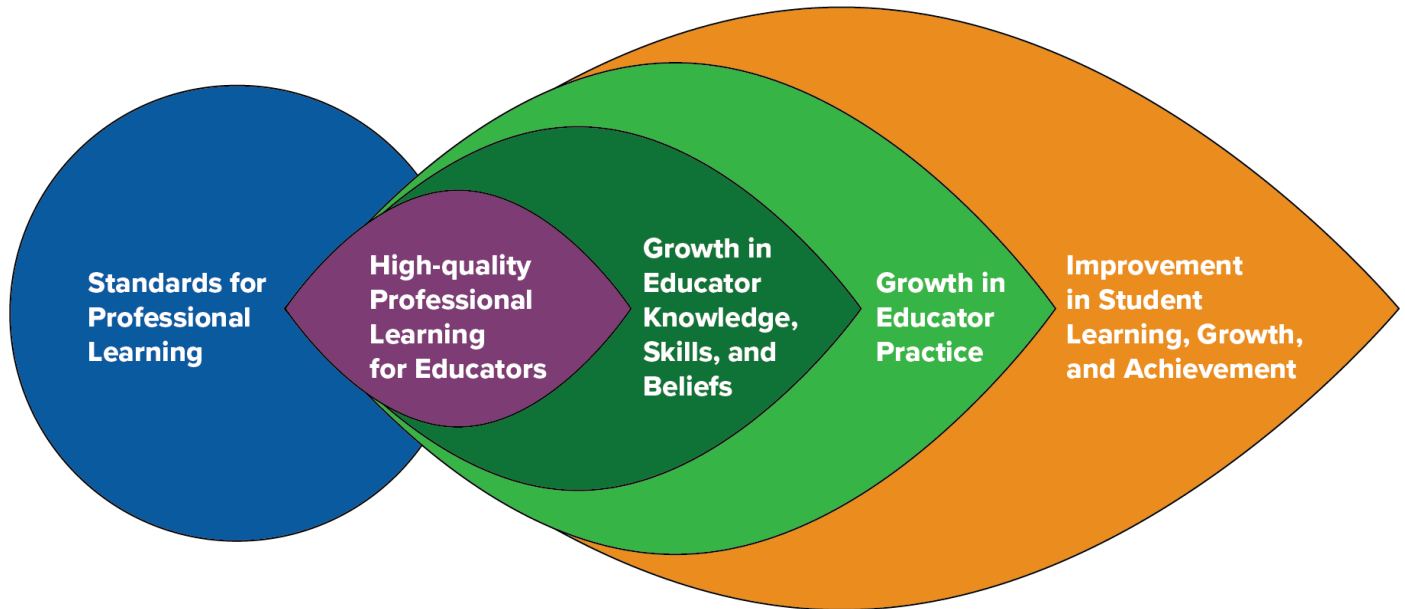 Standards for
Professional
Learning
High-quality
Professional
Learning
for Educators
Growth in
Educator
Knowledge,
Skills, and
Beliefs
Growth in
Educator
Practice
Improvement
in Student
Learning, Growth,
and Achievement